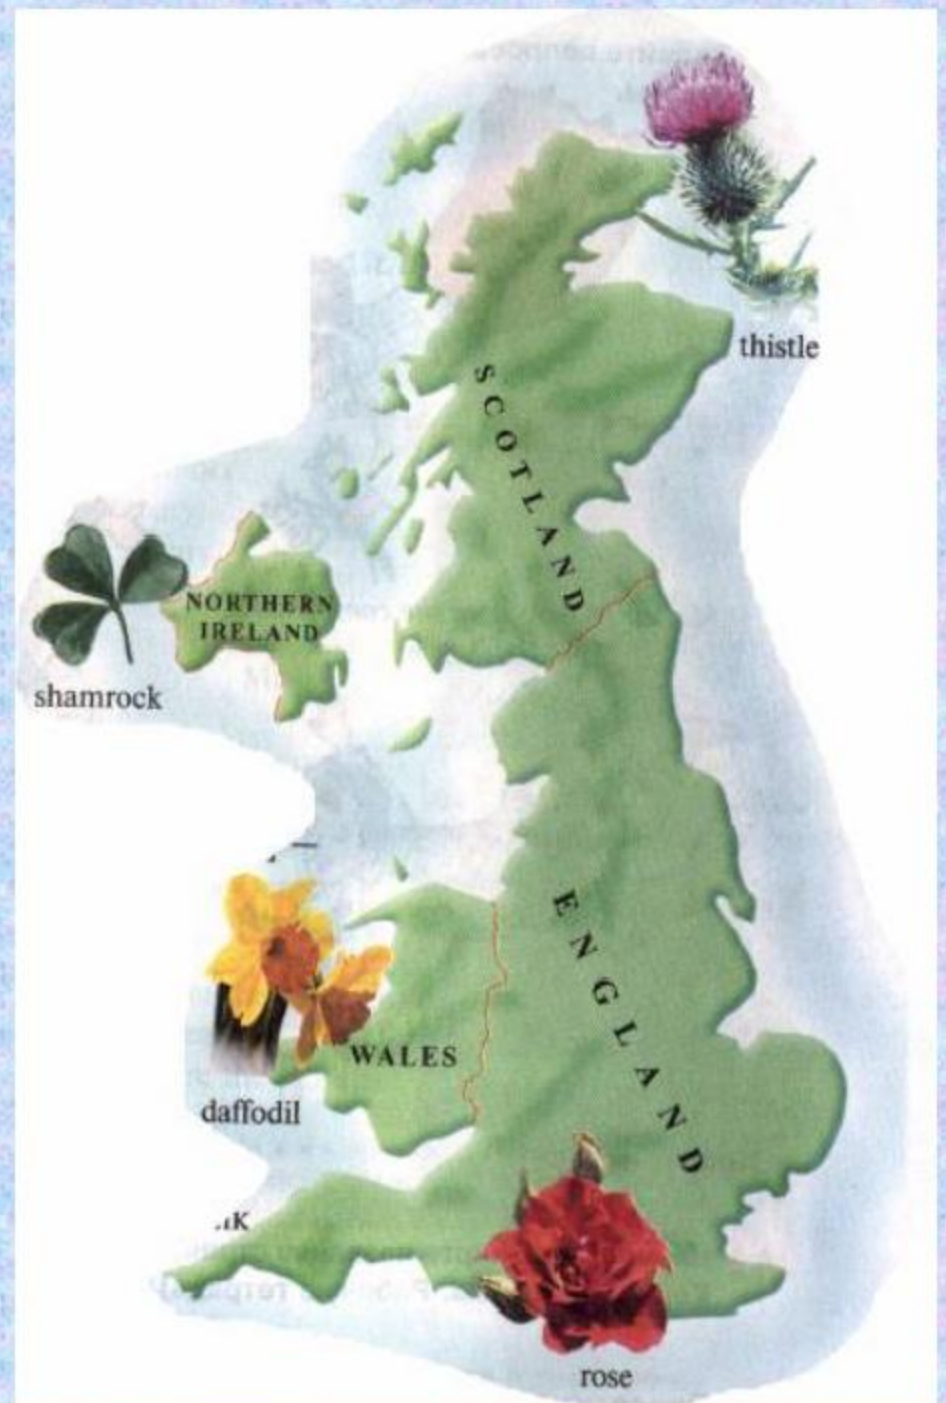 thistle
SCOTLAND
NORTHERN
IRELAND
shamrock
ENGLAND
WALES
daffodil
rose